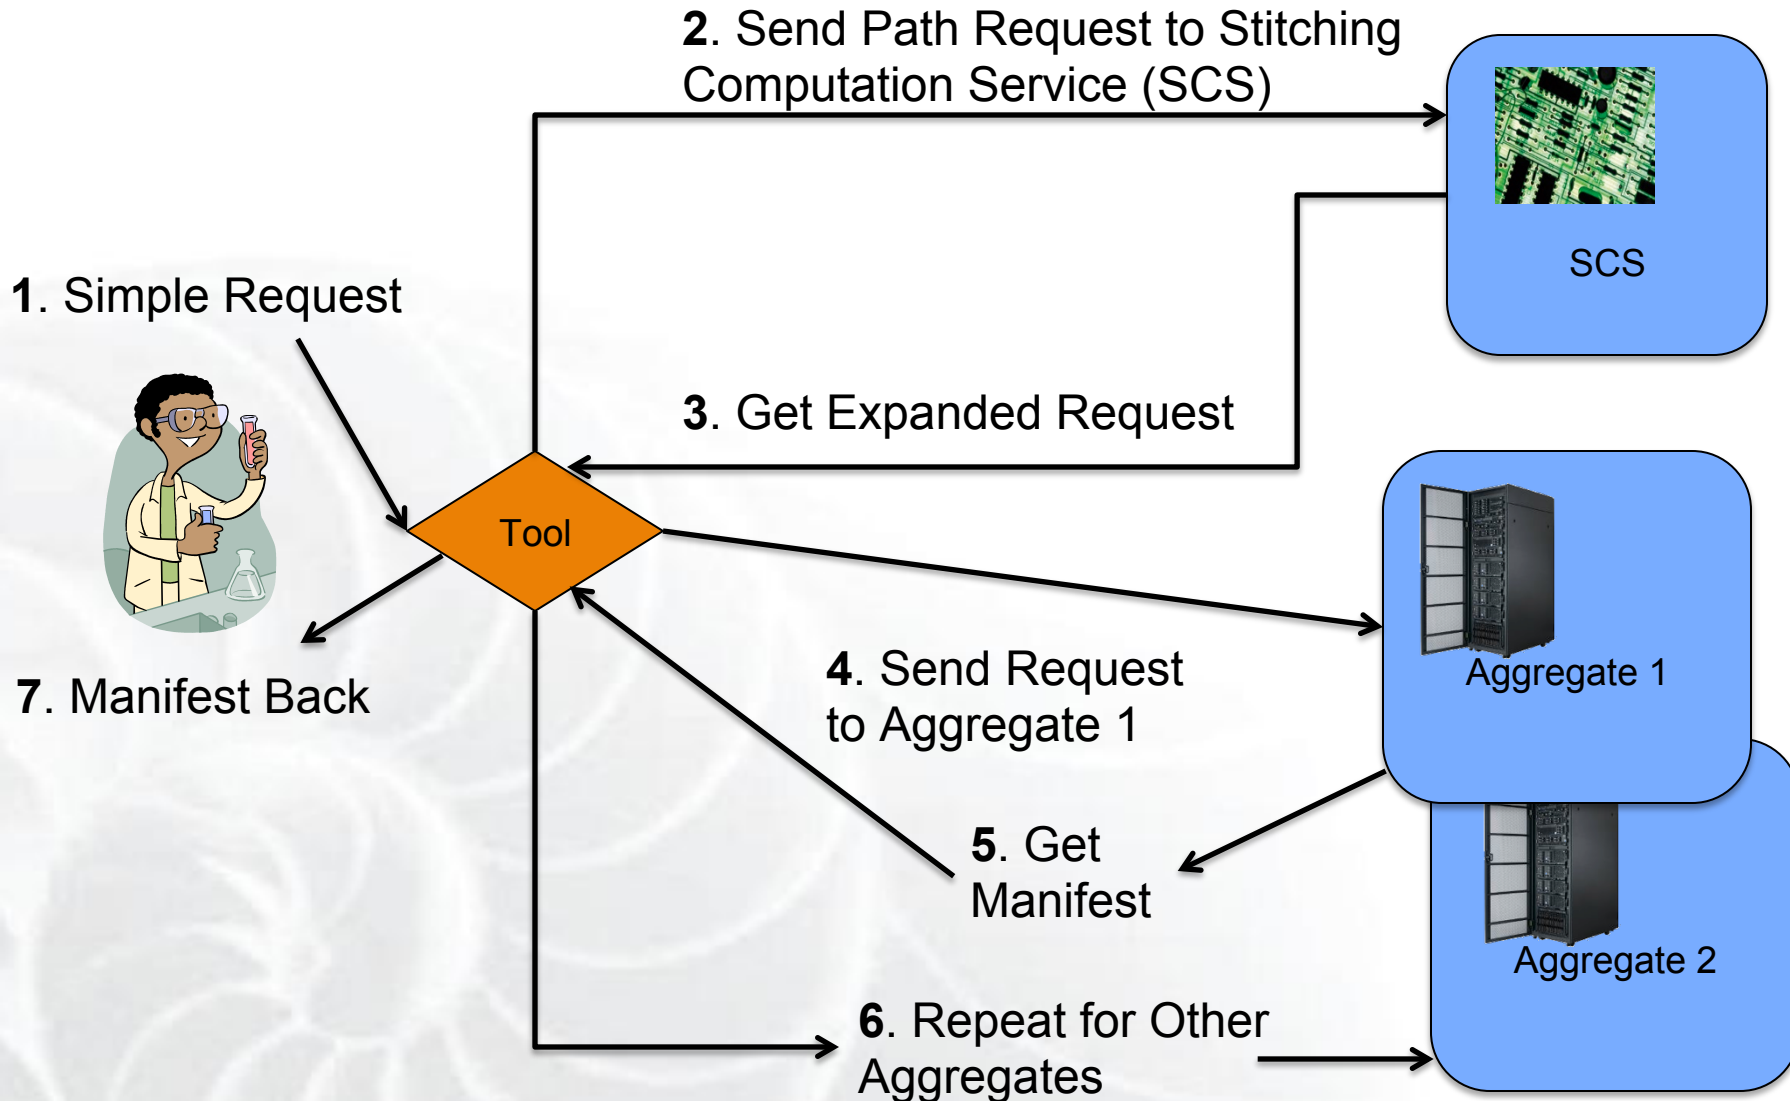 2. Send Path Request to Stitching
Computation Service (SCS)
SCS
1. Simple Request
3. Get Expanded Request
Tool
4. Send Request
to Aggregate 1
Aggregate 1
7. Manifest Back
5. Get
Manifest
Aggregate 2
6. Repeat for Other
Aggregates